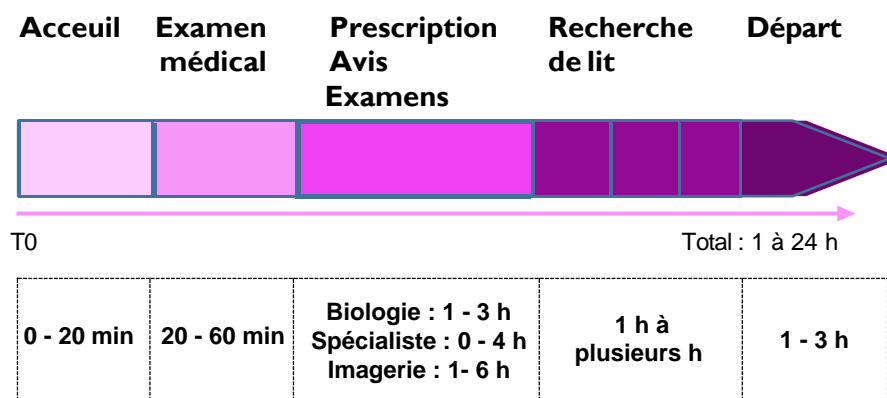 Acceuil
Examen
médical
Prescription
Avis
Examens
Recherche
de lit
Départ
T0
Total : 1 à 24 h
0 - 20 min
20 - 60 min
Biologie : 1 - 3 h
Spécialiste : 0 - 4 h
Imagerie : 1- 6 h
1 h à
plusieurs h
1 - 3 h